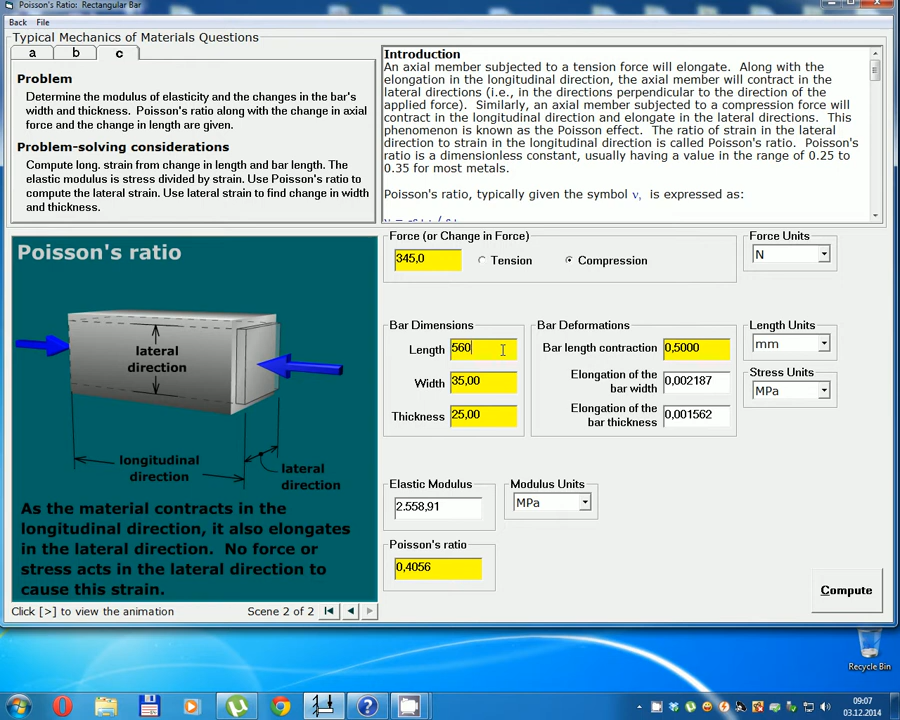 Poisson's Ratio: Rectangular Bar
Back File
Typical Mechanics of Materials Questions
a b c
Problem
Determine the modulus of elasticity and the changes in the bar's
width and thickness. Poisson's ratio along with the change in axial
force and the change in length are given.
Problem-solving considerations
Compute long. strain from change in length and bar length. The
elastic modulus is stress divided by strain. Use Poisson's ratio to
compute the lateral strain. Use lateral strain to find change in width
and thickness.
Introduction
An axial member subjected to a tension force will elongate. Along with the
elongation in the longitudinal direction, the axial member will contract in the
lateral directions (i.e., in the directions perpendicular to the direction of the
applied force). Similarly, an axial member subjected to a compression force will
contract in the longitudinal direction and elongate in the lateral directions. This
phenomenon is known as the Poisson effect. The ratio of strain in the lateral
direction to strain in the longitudinal direction is called Poisson's ratio. Poisson's
ratio is a dimensionless constant, usually having a value in the range of 0.25 to
0.35 for most metals.
Poisson's ratio, typically given the symbol ν, is expressed as:
Poisson's ratio
lateral
direction
longitudinal
direction
lateral
direction
As the material contracts in the
longitudinal direction, it also elongates
in the lateral direction. No force or
stress acts in the lateral direction to
cause this strain.
Click [>] to view the animation Scene 2 of 2
Force (or Change in Force)
345,0 Tension Compression
Force Units
N
Bar Dimensions
Length 560
Width 35,00
Thickness 25,00
Bar Deformations
Bar length contraction 0,5000
Elongation of the
bar width 0,002187
Elongation of the
bar thickness 0,001562
Length Units
mm
Stress Units
MPa
Elastic Modulus
2.558,91
Modulus Units
MPa
Poisson's ratio
0,4056
Compute
Recycle Bin
09:07
03.12.2014